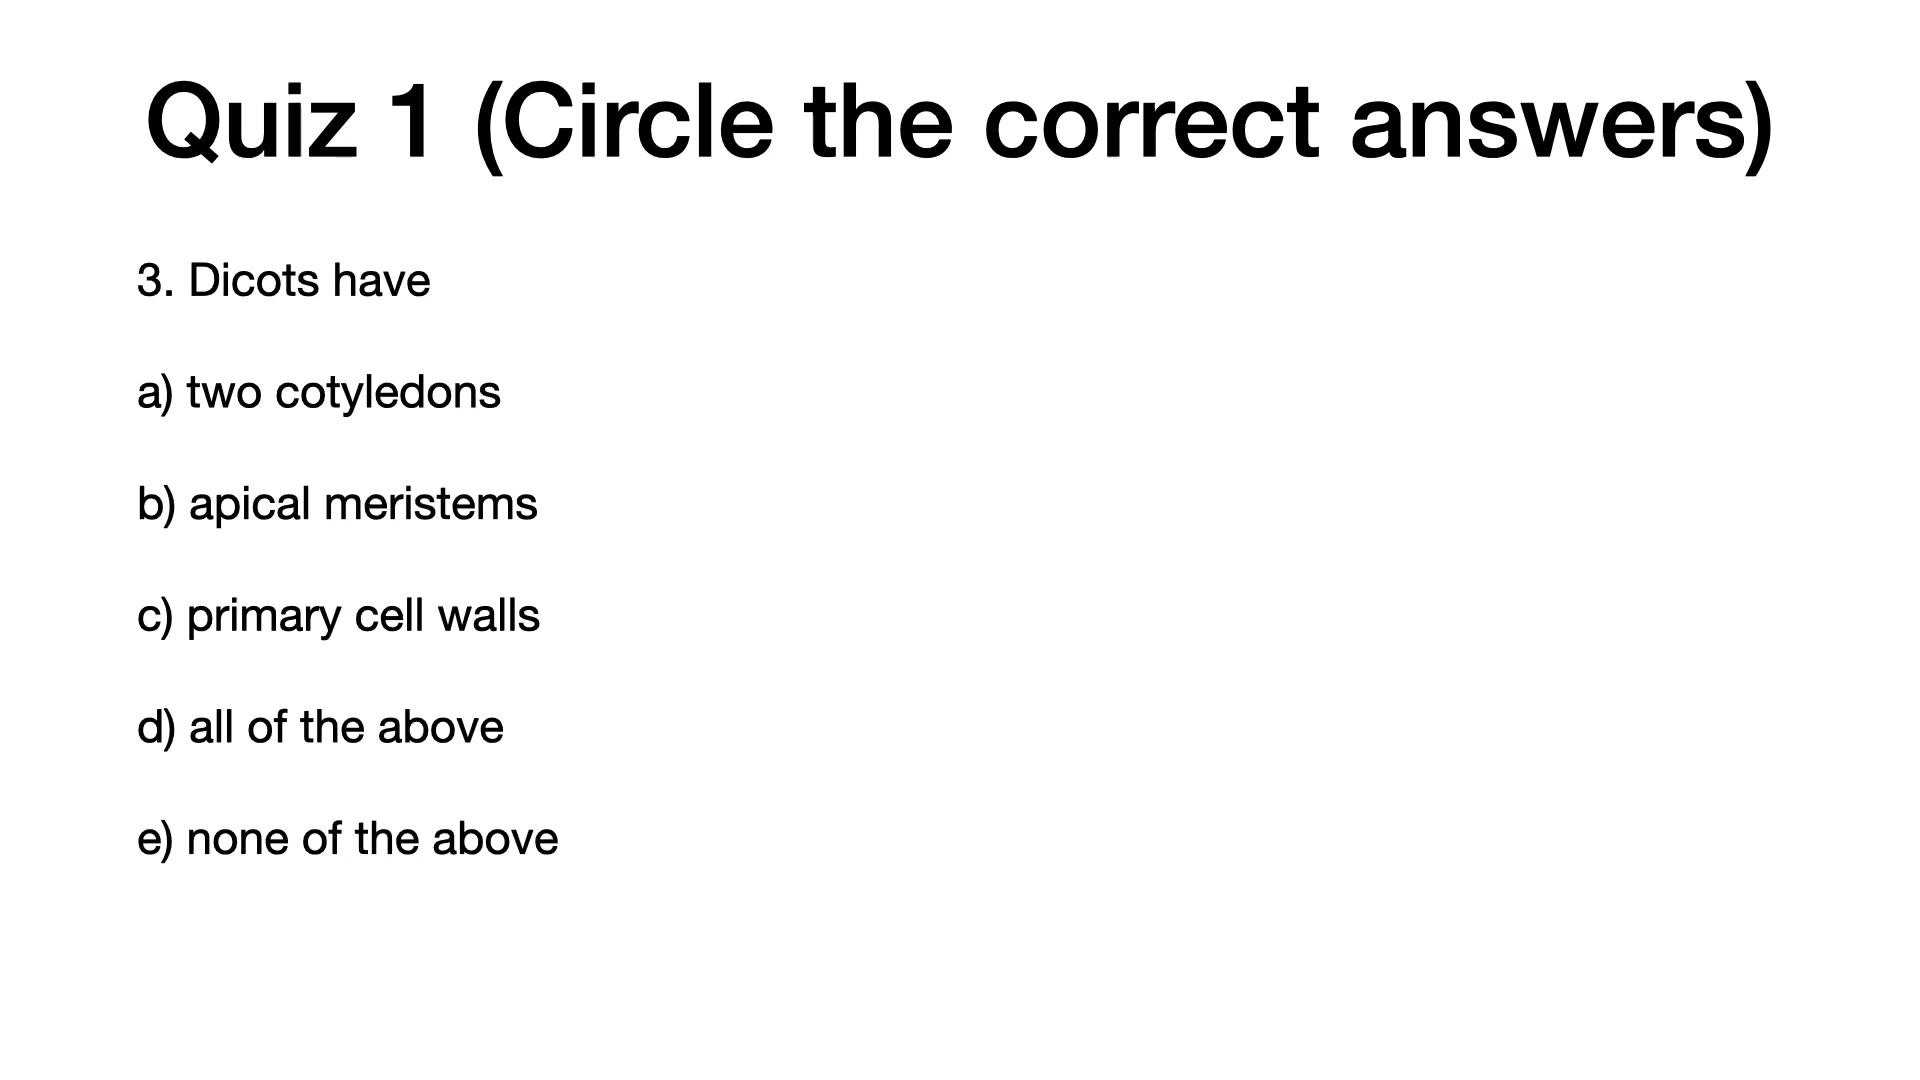 Quiz 1 (Circle the correct answers)
3. Dicots have
a) two cotyledons
b) apical meristems
c) primary cell walls
d) all of the above
e) none of the above